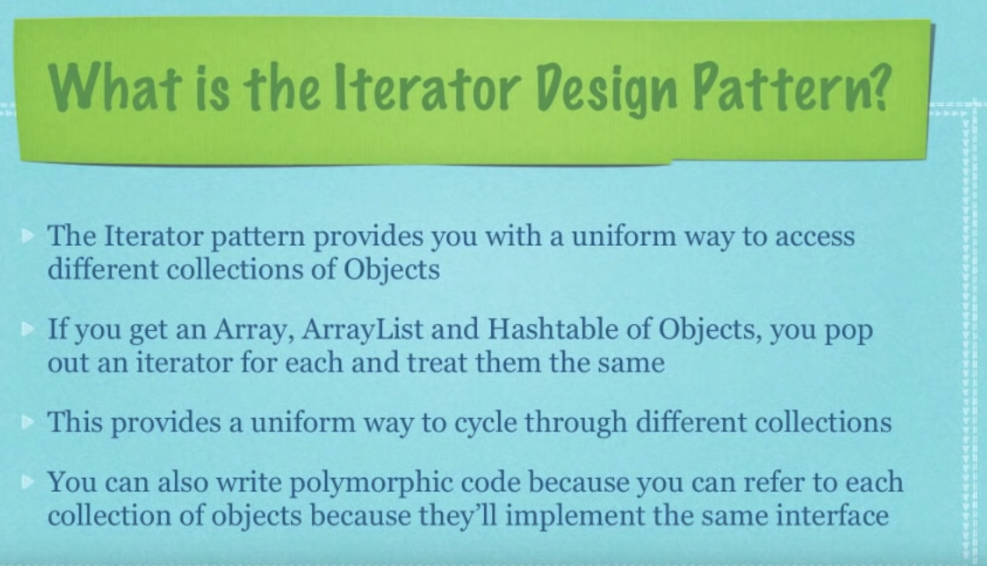 What is the Iterator Design Pattern?
The Iterator pattern provides you with a uniform way to access
different collections of Objects
If you get an Array, ArrayList and Hashtable of Objects, you pop
out an iterator for each and treat them the same
This provides a uniform way to cycle through different collections
You can also write polymorphic code because you can refer to each
collection of objects because they’ll implement the same interface